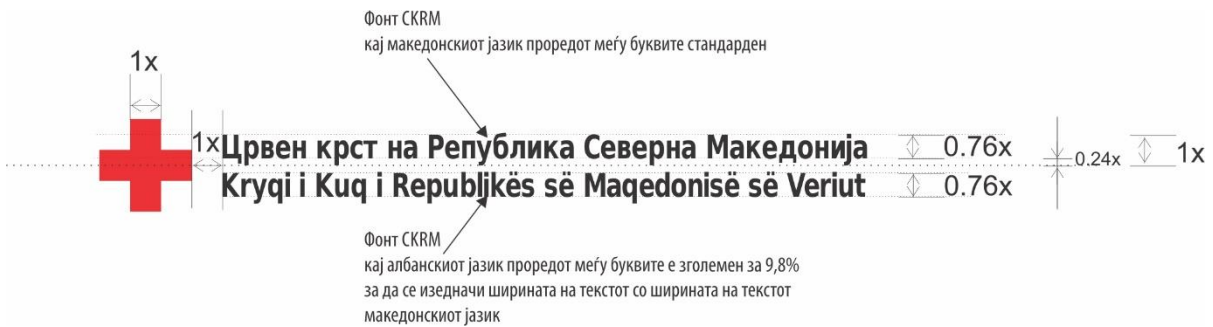 Фонт CKRM
кај македонскиот јазик проредот меѓу буквите стандарден
1x
1x
Црвен крст на Република Северна Македонија
0.76x
0.24x
1x
Kryqi i Kuq i Republikës së Maqedonisë së Veriut
0.76x
Фонт CKRM
кај албанскиот јазик проредот меѓу буквите е зголемен за 9,8%
за да се изедначи ширината на текстот со ширината на текстот
македонскиот јазик